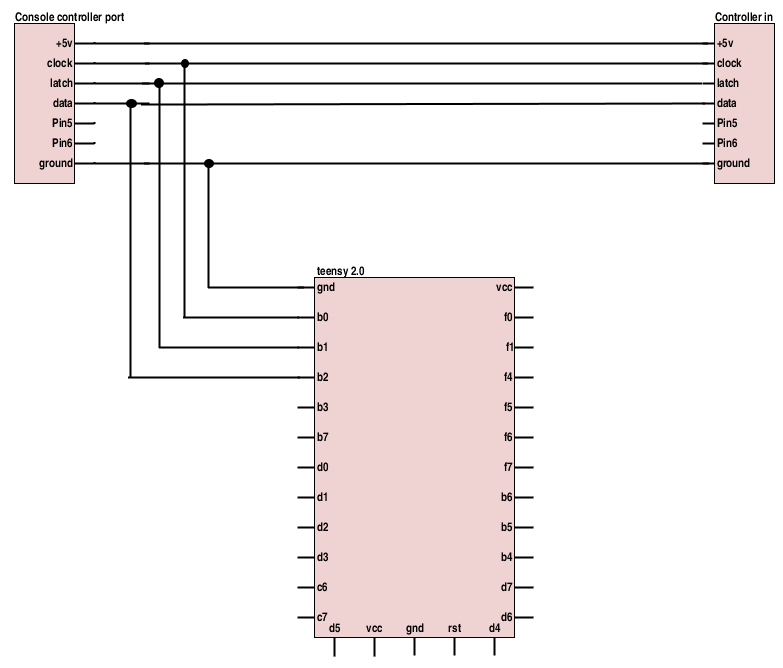 Console controller port
Controller in
+5v
clock
latch
data
Pin5
Pin6
ground
+5v
clock
latch
data
Pin5
Pin6
ground
teensy 2.0
gnd
b0
b1
b2
b3
b7
d0
d1
d2
d3
c6
c7
vcc
f0
f1
f4
f5
f6
f7
b6
b5
b4
d7
d6
d5 vcc gnd rst d4